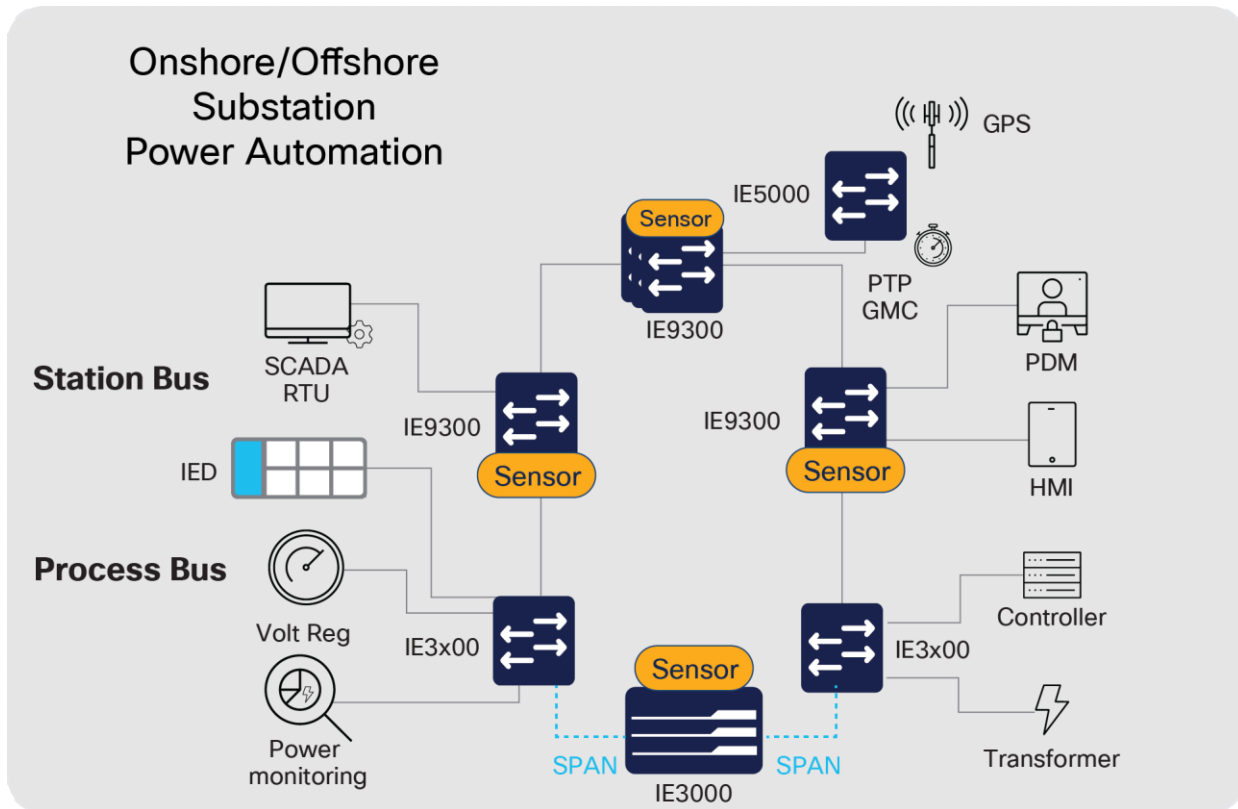 Onshore/Offshore
Substation
Power Automation
GPS
IE5000
Sensor
PTP
GMC
IE9300
SCADA
RTU
PDM
Station Bus
IE9300
IE9300
Sensor
Sensor
IED
HMI
Process Bus
Volt Reg
IE3x00
Controller
IE3x00
Sensor
Power
monitoring
SPAN
SPAN
Transformer
IE3000